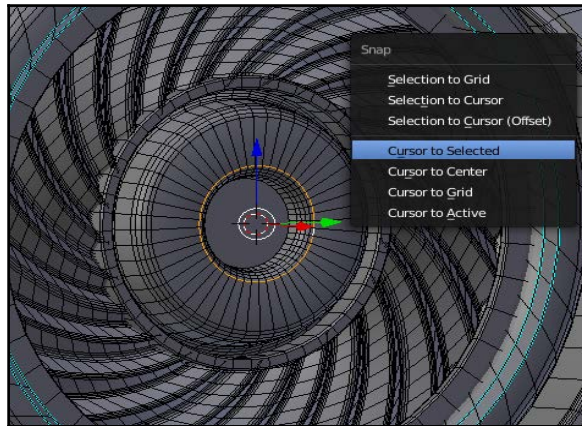 Snap
Selection to Grid
Selection to Cursor
Selection to Cursor (Offset)
Cursor to Selected
Cursor to Center
Cursor to Grid
Cursor to Active